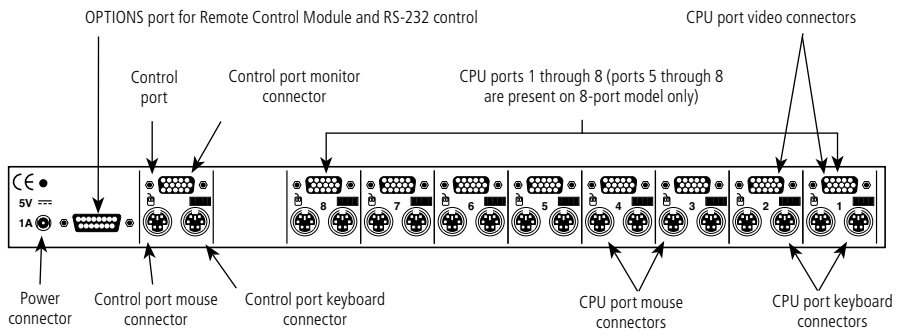 OPTIONS port for Remote Control Module and RS-232 control
CPU port video connectors
Control
port
Control port monitor
connector
CPU ports 1 through 8 (ports 5 through 8
are present on 8-port model only)
CE
5V
1A
8
7
6
5
4
3
2
1
Power
connector
Control port mouse
connector
Control port keyboard
connector
CPU port mouse
connectors
CPU port keyboard
connectors